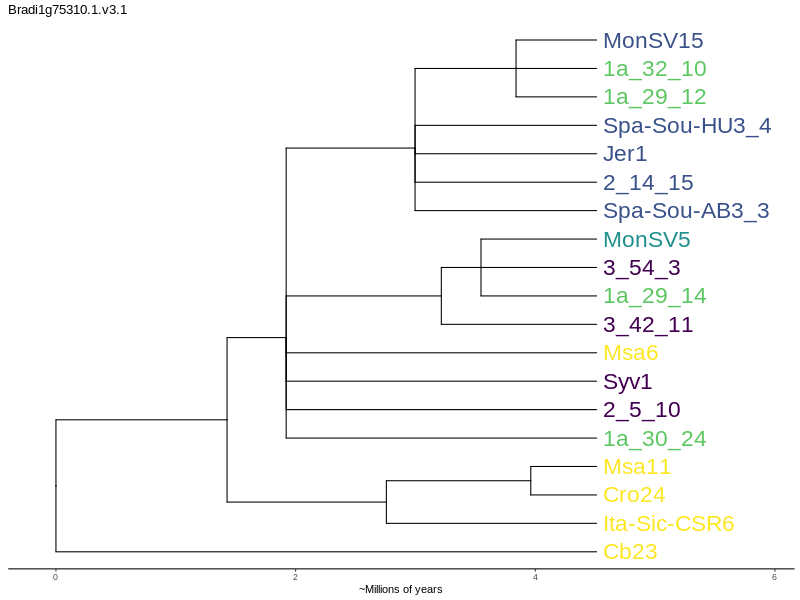 Bradi1g75310.1.v3.1
MonSV15
1a_32_10
1a_29_12
Spa-Sou-HU3_4
Jer1
2_14_15
Spa-Sou-AB3_3
MonSV5
3_54_3
1a_29_14
3_42_11
Msa6
Syv1
2_5_10
1a_30_24
Msa11
Cro24
Ita-Sic-CSR6
Cb23
0 2 4 6
~Millions of years